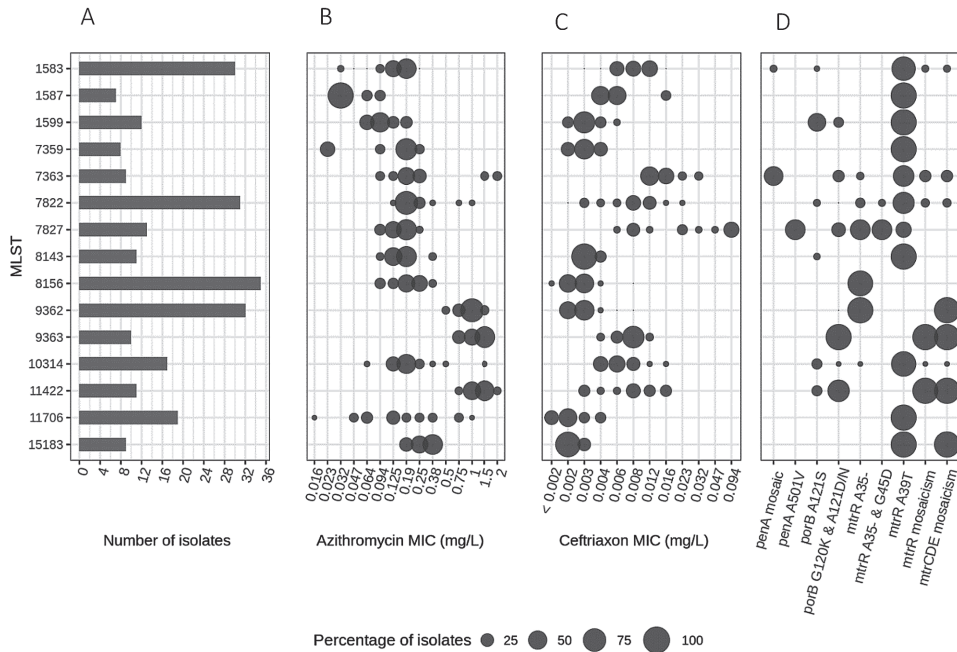 A
B
C
D
MLST
1583
1587
1599
7359
7363
7822
7827
8143
8156
9362
9363
10314
11422
11706
15183
0 4 8 12 16 20 24 28 32 36
0.016 0.023 0.032 0.047 0.064 0.094 0.125 0.19 0.25 0.38 0.5 0.75 1 1.5 2
< 0.002 0.002 0.003 0.004 0.006 0.008 0.012 0.016 0.023 0.032 0.047 0.094
penA mosaic
penA A501V
porB A121S
porB G120K & A121D/N
mtrR A35-
mtrR A35- & G45D
mtrR A39T
mtrR mosaicism
mtrCDE mosaicism
Number of isolates
Azithromycin MIC (mg/L)
Ceftriaxon MIC (mg/L)
Percentage of isolates 25 50 75 100